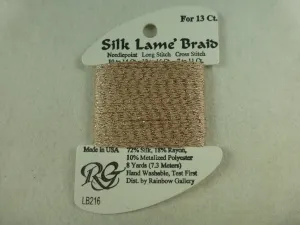 For 13 Ct.
Silk Lame' Braid
Needlepoint Long Stitch Cross Stitch
Made in USA
72% Silk, 18% Rayon,
10% Metalized Polyester
8 Yards (7.3 Meters)
Hand Washable, Test First
Dist. by Rainbow Gallery
RG
LB216